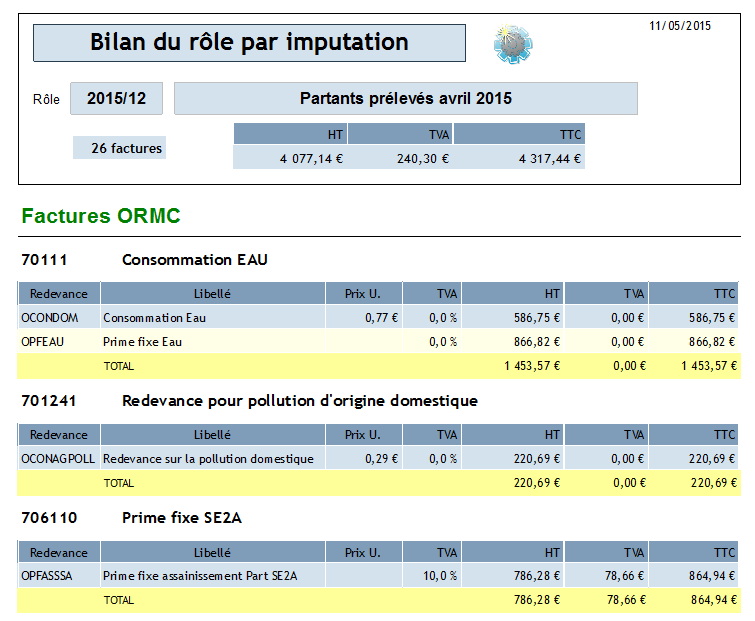 11/05/2015
Bilan du rôle par imputation
Rôle 2015/12 Partants prélevés avril 2015
26 factures
HT TVA TTC
4 077,14 € 240,30 € 4 317,44 €
Factures ORMC
70111 Consommation EAU
Redevance Libellé Prix U. TVA HT TVA TTC
OCONDOM Consommation Eau 0,77 € 0,0 % 586,75 € 0,00 € 586,75 €
OPFEAU Prime fixe Eau 0,0 % 866,82 € 0,00 € 866,82 €
TOTAL 1 453,57 € 0,00 € 1 453,57 €
701241 Redevance pour pollution d'origine domestique
Redevance Libellé Prix U. TVA HT TVA TTC
OCONAGPOLL Redevance sur la pollution domestique 0,29 € 0,0 % 220,69 € 0,00 € 220,69 €
TOTAL 220,69 € 0,00 € 220,69 €
706110 Prime fixe SE2A
Redevance Libellé Prix U. TVA HT TVA TTC
OPFASSSA Prime fixe assainissement Part SE2A 10,0 % 786,28 € 78,66 € 864,94 €
TOTAL 786,28 € 78,66 € 864,94 €